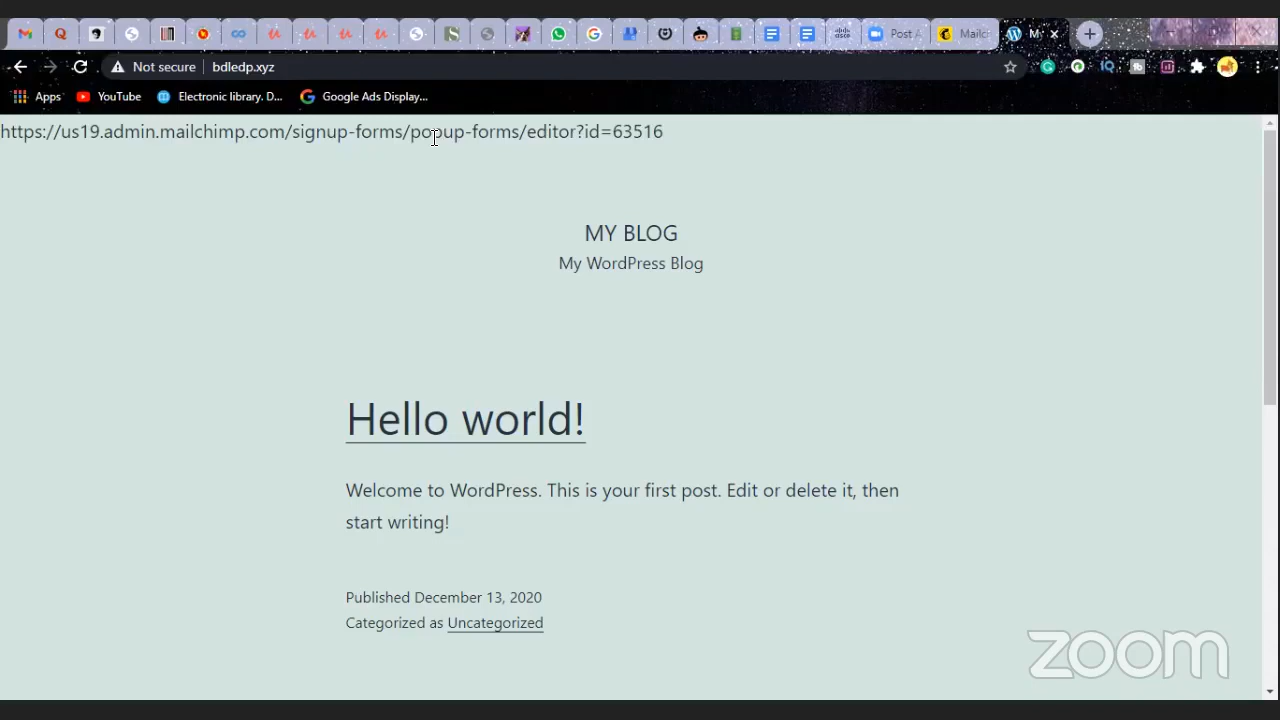 Post A
Mailch
M
Not secure
bdledp.xyz
Apps
YouTube
Electronic library. D...
Google Ads Display...
https://us19.admin.mailchimp.com/signup-forms/popup-forms/editor?id=63516
MY BLOG
My WordPress Blog
Hello world!
Welcome to WordPress. This is your first post. Edit or delete it, then
start writing!
Published December 13, 2020
Categorized as Uncategorized
zoom